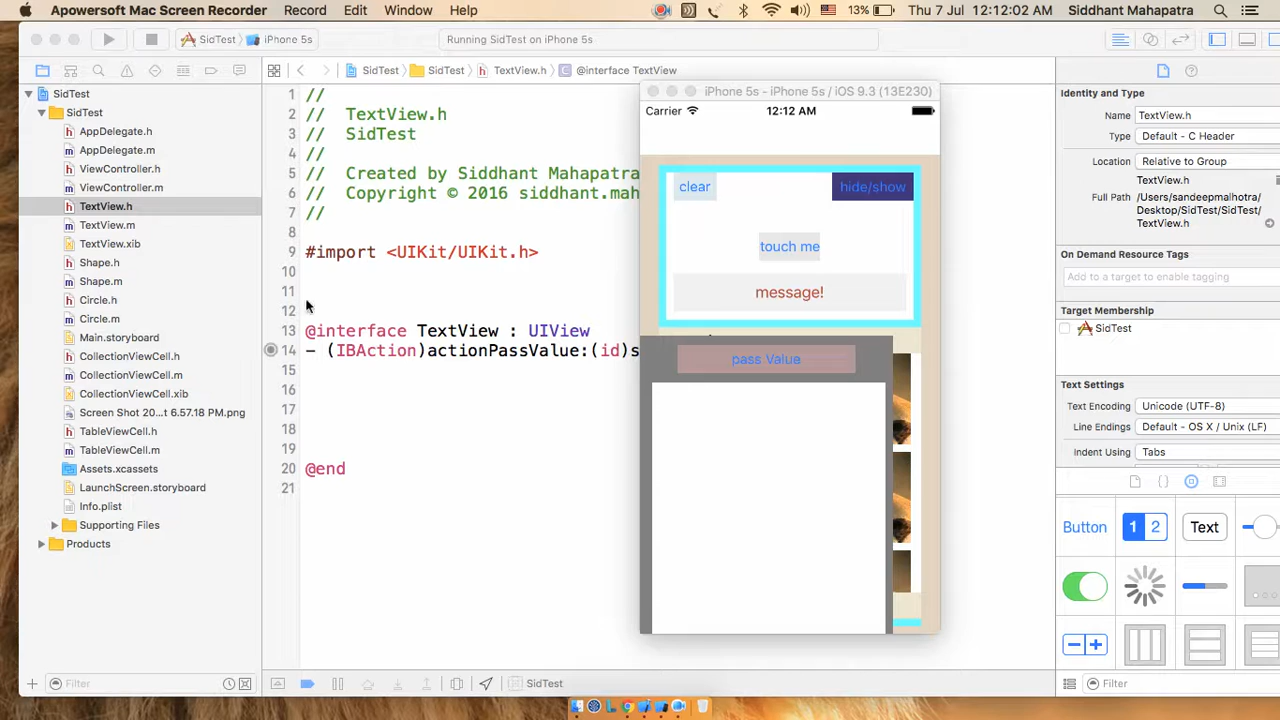 Apowersoft Mac Screen Recorder Record Edit Window Help 13% Thu 7 Jul 12:12:02 AM Siddhant Mahapatra
SidTest iPhone 5s Running SidTest on iPhone 5s
SidTest SidTest TextView.h @interface TextView
SidTest
SidTest
AppDelegate.h
AppDelegate.m
ViewController.h
ViewController.m
TextView.h
TextView.m
TextView.xib
Shape.h
Shape.m
Circle.h
Circle.m
Main.storyboard
CollectionViewCell.h
CollectionViewCell.m
CollectionViewCell.xib
Screen Shot 20...t 6.57.18 PM.png
TableViewCell.h
TableViewCell.m
Assets.xcassets
LaunchScreen.storyboard
Info.plist
Supporting Files
Products
Filter
1 //
2 // TextView.h
3 // SidTest
4 //
5 // Created by Siddhant Mahapatra
6 // Copyright © 2016 siddhant.mah
7 //
8
9 #import <UIKit/UIKit.h>
10
11
12
13 @interface TextView : UIView
14 - (IBAction)actionPassValue:(id)s
15
16
17
18
19
20 @end
21
SidTest
iPhone 5s - iPhone 5s / iOS 9.3 (13E230)
Carrier 12:12 AM
clear hide/show
touch me
message!
pass Value
Identity and Type
Name TextView.h
Type Default - C Header
Location Relative to Group
TextView.h
Full Path /Users/sandeepmalhotra/
Desktop/SidTest/SidTest/
TextView.h
On Demand Resource Tags
Add a tag to enable tagging
Target Membership
SidTest
Text Settings
Text Encoding Unicode (UTF-8)
Line Endings Default - OS X / Unix (LF)
Indent Using Tabs
Button 1 2 Text
Filter